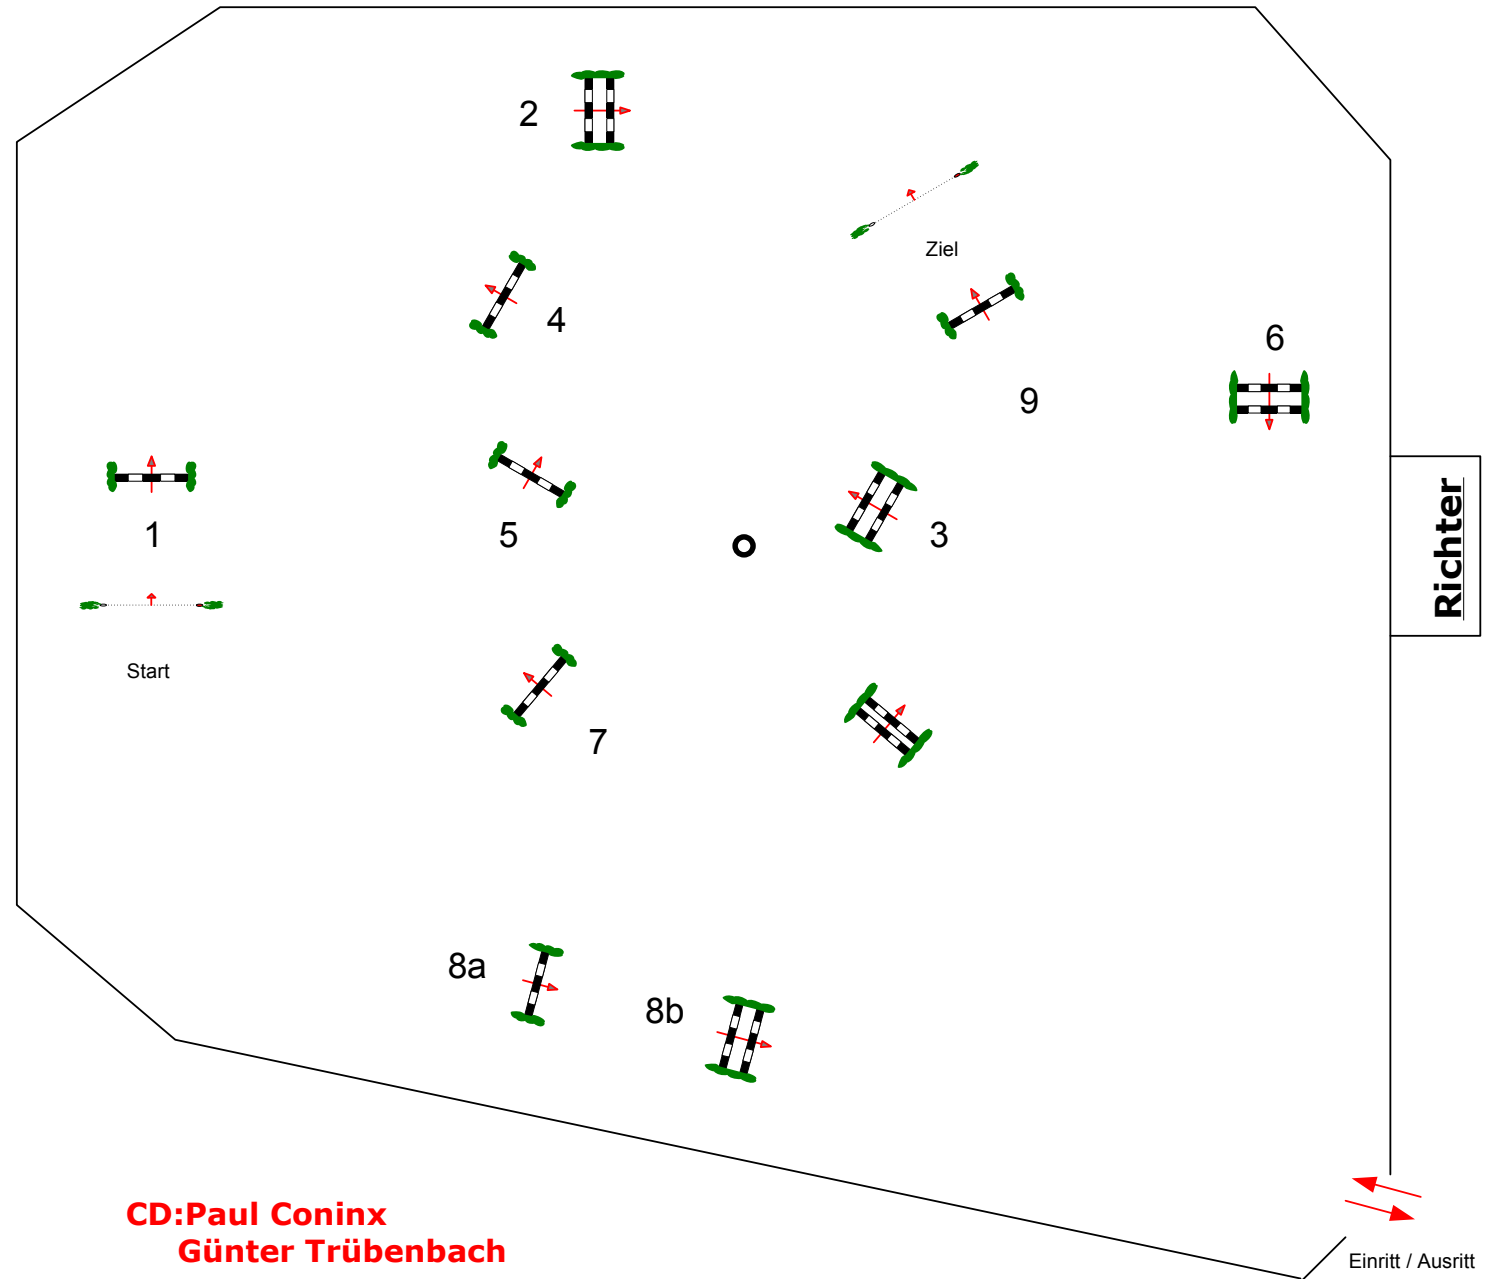 2
Ziel
4
6
9
1
5
3
Richter
Start
7
8a
8b
CD:Paul Coninx
Günter Trübenbach
Einritt / Ausritt